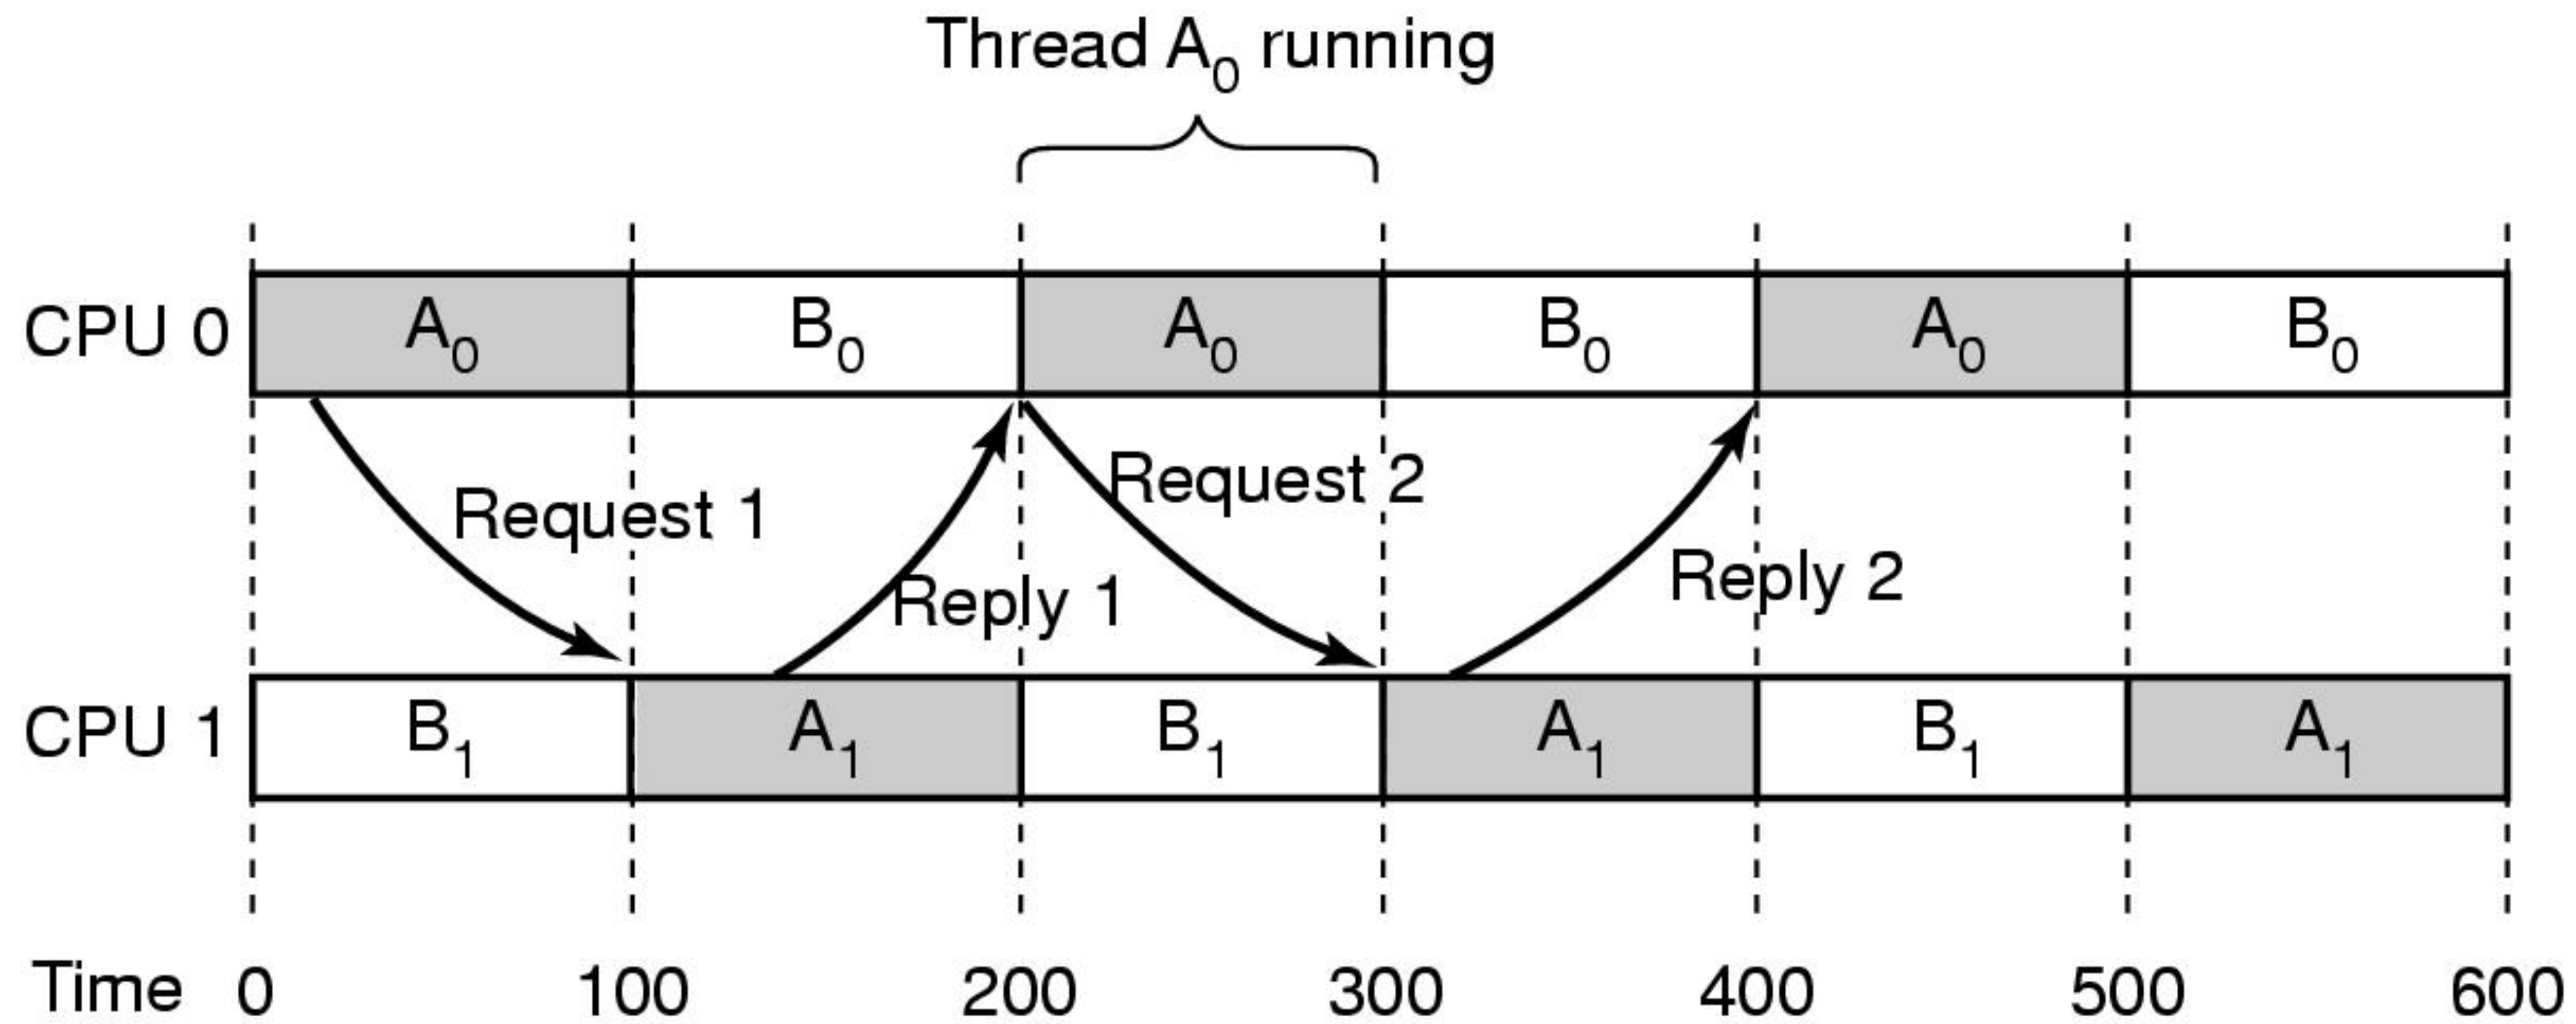 Thread A₀ running
CPU 0 A₀ B₀ A₀ B₀ A₀ B₀
Request 1 Request 2
Reply 1 Reply 2
CPU 1 B₁ A₁ B₁ A₁ B₁ A₁
Time 0 100 200 300 400 500 600